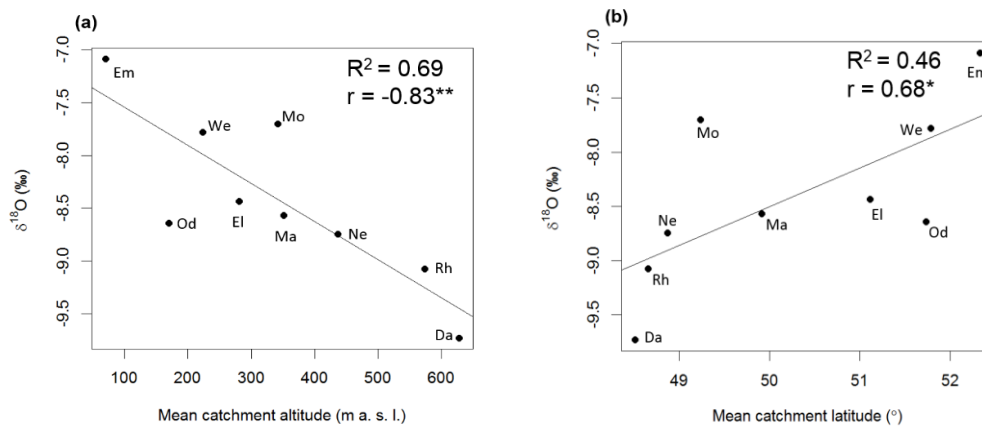 (a)
R² = 0.69
r = -0.83**
Em
We
Mo
Od
El
Ma
Ne
Rh
Da
-7.0
-7.5
-8.0
-8.5
-9.0
-9.5
δ¹⁸O (‰)
100 200 300 400 500 600
Mean catchment altitude (m a. s. l.)
(b)
R² = 0.46
r = 0.68*
Em
Mo
We
Ne
Ma
El
Od
Rh
Da
-7.0
-7.5
-8.0
-8.5
-9.0
-9.5
δ¹⁸O (‰)
49 50 51 52
Mean catchment latitude (°)